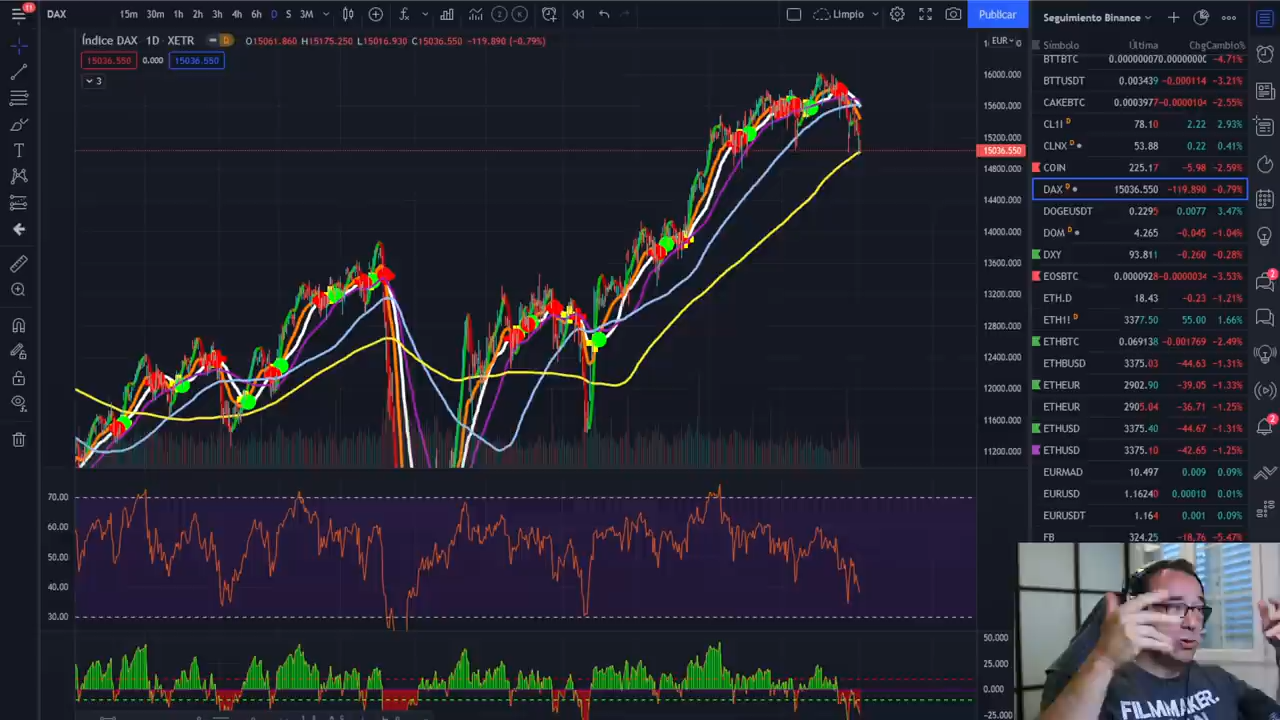 11
15m 30m 1h 2h 3h 4h 6h D S 3M 2 K Limpio Publicar
DAX
Índice DAX 1D XETR D O15061.860 H15175.250 L15016.930 C15036.550 -119.890 (-0.79%)
15036.550 0.000 15036.550
3
EUR
16000.000
15600.000
15200.000
15036.550
14800.000
14400.000
14000.000
13600.000
13200.000
12800.000
12400.000
12000.000
11600.000
11200.000
70.00
60.00
50.00
40.00
30.00
50.000
25.000
0.000
-25.000
Seguimiento Binance
Símbolo Última Chg Cambio%
BTTBTC 0.000000070.0000000C -4.71%
BTTUSDT 0.003439 -0.000114 -3.21%
CAKEBTC 0.0003977 -0.0000104 -2.55%
CL1! D 78.10 2.22 2.93%
CLNX D 53.88 0.22 0.41%
COIN 225.17 -5.98 -2.59%
DAX D 15036.550 -119.890 -0.79%
DOGEUSDT 0.2295 0.0077 3.47%
DOM D 4.265 -0.045 -1.04%
DXY 93.811 -0.260 -0.28%
EOSBTC 0.0000928 -0.0000034 -3.53%
ETH.D 18.43 -0.23 -1.21%
ETH1! D 3377.50 55.00 1.66%
ETHBTC 0.069138 -0.001769 -2.49%
ETHBUSD 3375.03 -44.63 -1.31%
ETHEUR 2902.90 -39.05 -1.33%
ETHEUR 2905.04 -36.71 -1.25%
ETHUSD 3375.40 -44.67 -1.31%
ETHUSD 3375.10 -42.65 -1.25%
EURMAD 10.497 0.009 0.09%
EURUSD 1.16240 0.00010 0.01%
EURUSDT 1.164 0.001 0.09%
FB 324.25 -18.76 -5.47%
2
2
FILMMAKER.